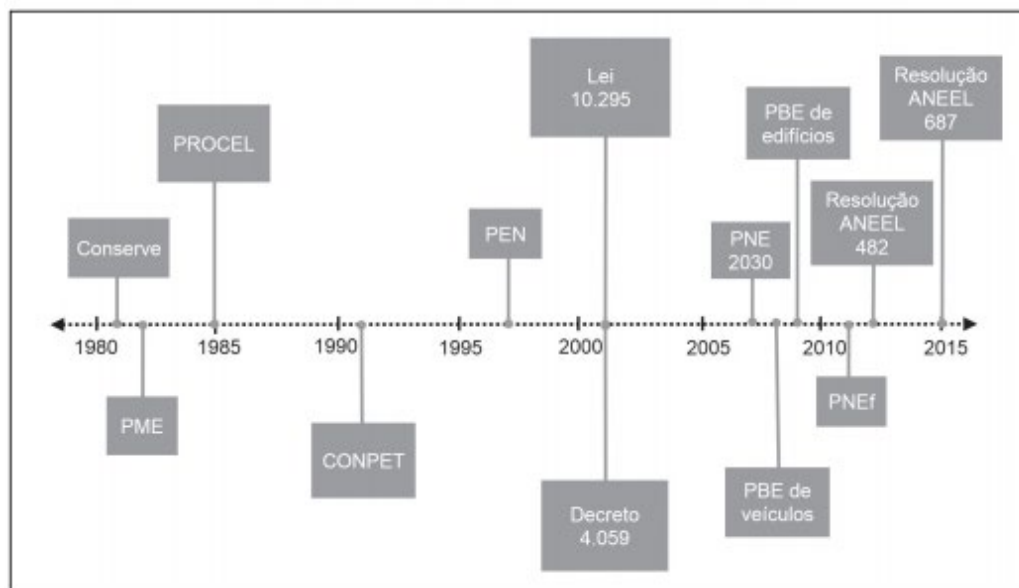 Lei
10.295
Resolução
ANEEL
687
PBE de
edifícios
PROCEL
Resolução
ANEEL
482
PEN
PNE
2030
Conserve
1980
1985
1990
1995
2000
2005
2010
2015
PME
PNEf
CONPET
PBE de
veículos
Decreto
4.059